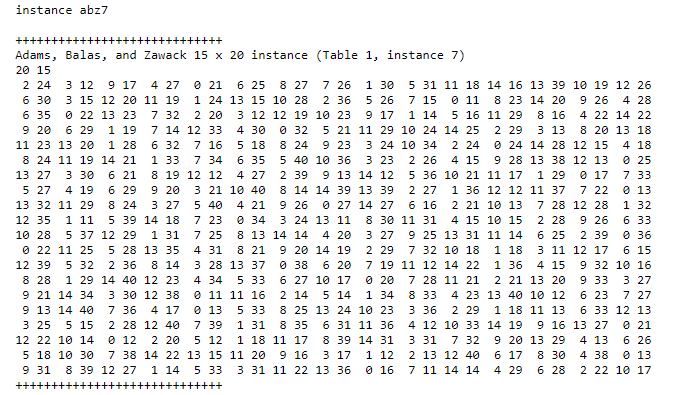 instance abz7
+++++++++++++++++++++++++++++
Adams, Balas, and Zawack 15 x 20 instance (Table 1, instance 7)
20 15
2 24 3 12 9 17 4 27 0 21 6 25 8 27 7 26 1 30 5 31 11 18 14 16 13 39 10 19 12 26
6 30 3 15 12 20 11 19 1 24 13 15 10 28 2 36 5 26 7 15 0 11 8 23 14 20 9 26 4 28
6 35 0 22 13 23 7 32 2 20 3 12 12 19 10 23 9 17 1 14 5 16 11 29 8 16 4 22 14 22
9 20 6 29 1 19 7 14 12 33 4 30 0 32 5 21 11 29 10 24 14 25 2 29 3 13 8 20 13 18
11 23 13 20 1 28 6 32 7 16 5 18 8 24 9 23 3 24 10 34 2 24 0 24 14 28 12 15 4 18
8 24 11 19 14 21 1 33 7 34 6 35 5 40 10 36 3 23 2 26 4 15 9 28 13 38 12 13 0 25
13 27 3 30 6 21 8 19 12 12 4 27 2 39 9 13 14 12 5 36 10 21 11 17 1 29 0 17 7 33
5 27 4 19 6 29 9 20 3 21 10 40 8 14 14 39 13 39 2 27 1 36 12 12 11 37 7 22 0 13
13 32 11 29 8 24 3 27 5 40 4 21 9 26 0 27 14 27 6 16 2 21 10 13 7 28 12 28 1 32
12 35 1 11 5 39 14 18 7 23 0 34 3 24 13 11 8 30 11 31 4 15 10 15 2 28 9 26 6 33
10 28 5 37 12 29 1 31 7 25 8 13 14 14 4 20 3 27 9 25 13 31 11 14 6 25 2 39 0 36
0 22 11 25 5 28 13 35 4 31 8 21 9 20 14 19 2 29 7 32 10 18 1 18 3 11 12 17 6 15
12 39 5 32 2 36 8 14 3 28 13 37 0 38 6 20 7 19 11 12 14 22 1 36 4 15 9 32 10 16
8 28 1 29 14 40 12 23 4 34 5 33 6 27 10 17 0 20 7 28 11 21 2 21 13 20 9 33 3 27
9 21 14 34 3 30 12 38 0 11 11 16 2 14 5 14 1 34 8 33 4 23 13 40 10 12 6 23 7 27
9 13 14 40 7 36 4 17 0 13 5 33 8 25 13 24 10 23 3 36 2 29 1 18 11 13 6 33 12 13
3 25 5 15 2 28 12 40 7 39 1 31 8 35 6 31 11 36 4 12 10 33 14 19 9 16 13 27 0 21
12 22 10 14 0 12 2 20 5 12 1 18 11 17 8 39 14 31 3 31 7 32 9 20 13 29 4 13 6 26
5 18 10 30 7 38 14 22 13 15 11 20 9 16 3 17 1 12 2 13 12 40 6 17 8 30 4 38 0 13
9 31 8 39 12 27 1 14 5 33 3 31 11 22 13 36 0 16 7 11 14 14 4 29 6 28 2 22 10 17
+++++++++++++++++++++++++++++